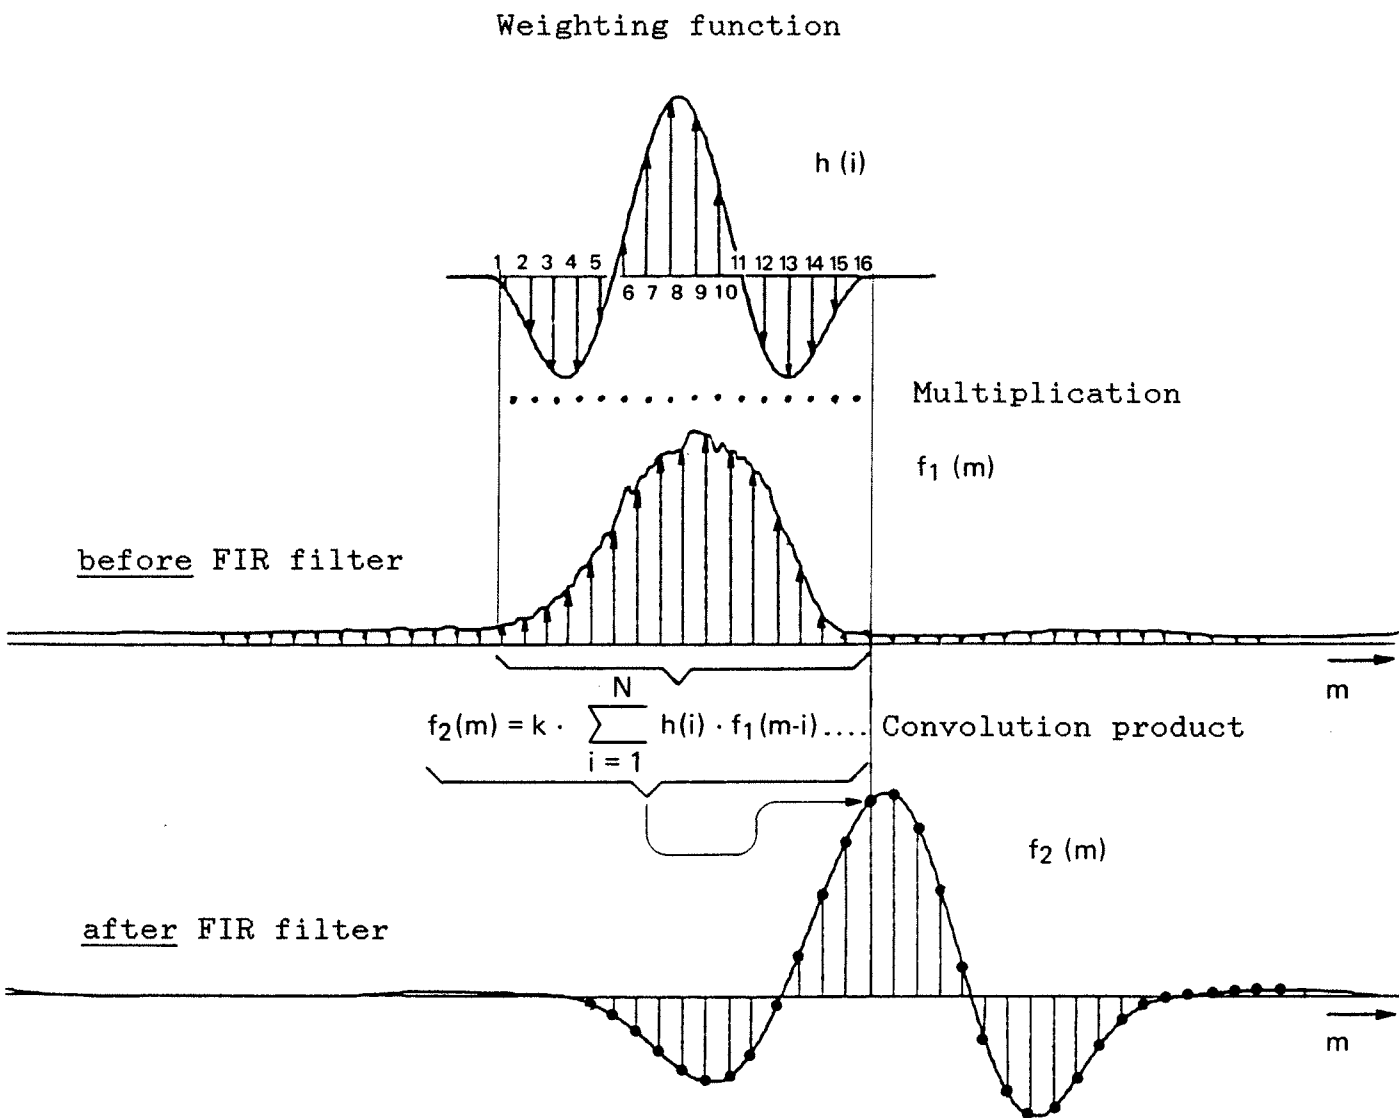 Weighting function
h (i)
1 2 3 4 5 11 12 13 14 15 16
6 7 8 9 10
Multiplication
f₁ (m)
before FIR filter
m
N
f₂(m) = k · ∑ h(i) · f₁(m-i) .... Convolution product
i = 1
f₂ (m)
after FIR filter
m